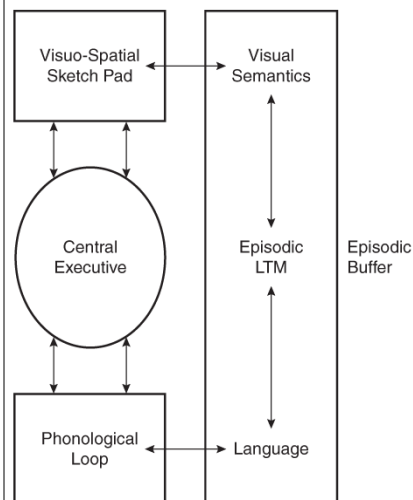 Visuo-Spatial
Sketch Pad
Visual
Semantics
Central
Executive
Episodic
LTM
Episodic
Buffer
Phonological
Loop
Language